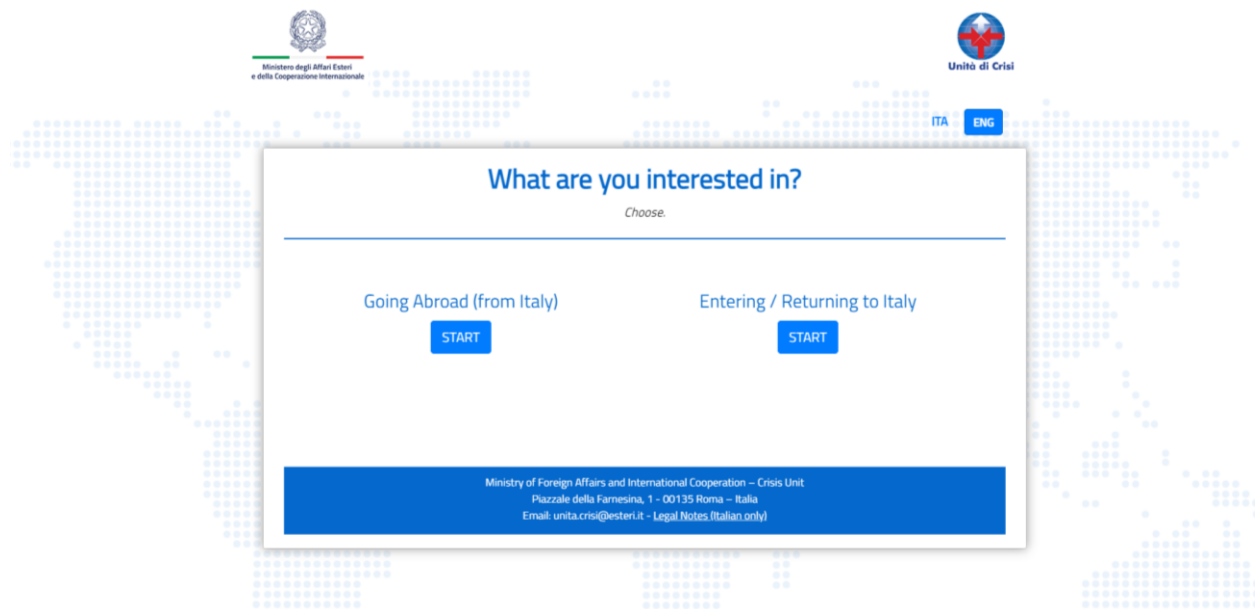 Ministero degli Affari Esteri
e della Cooperazione Internazionale
Unità di Crisi
ITA ENG
What are you interested in?
Choose.
Going Abroad (from Italy)
START
Entering / Returning to Italy
START
Ministry of Foreign Affairs and International Cooperation – Crisis Unit
Piazzale della Farnesina, 1 - 00135 Roma – Italia
Email: unita.crisi@esteri.it - Legal Notes (Italian only)